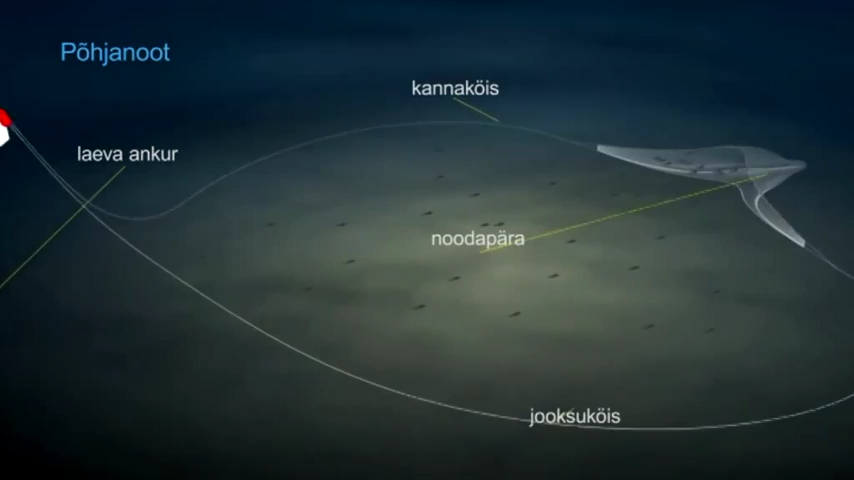 Põhjanoot
kannaköis
laeva ankur
noodapära
jooksuköis